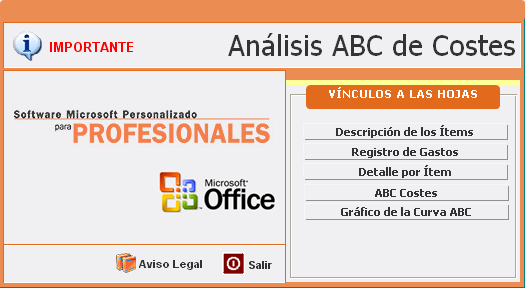 IMPORTANTE
Análisis ABC de Costes
Software Microsoft Personalizado
para PROFESIONALES
Microsoft®
Office
Aviso Legal
Salir
VÍNCULOS A LAS HOJAS
Descripción de los Ítems
Registro de Gastos
Detalle por Ítem
ABC Costes
Gráfico de la Curva ABC